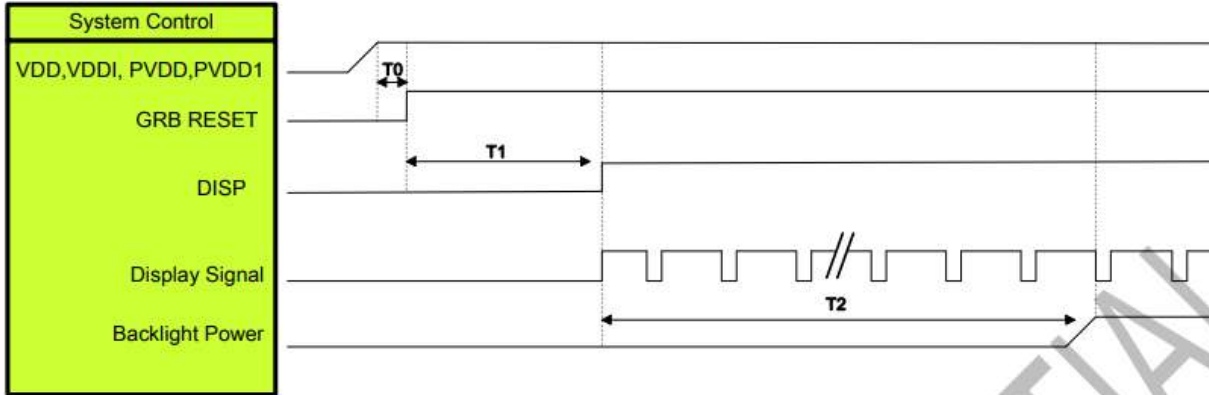 System Control
VDD,VDDI, PVDD,PVDD1
T0
GRB RESET
T1
DISP
Display Signal
T2
Backlight Power